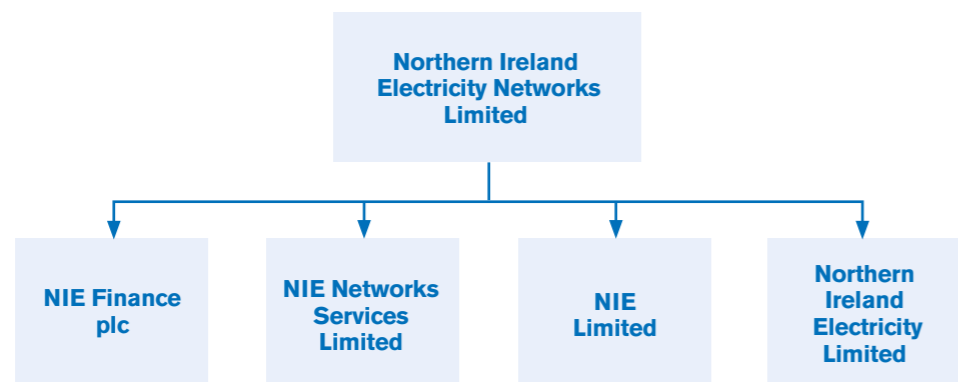 Northern Ireland
Electricity Networks
Limited
NIE Finance
plc
NIE Networks
Services
Limited
NIE
Limited
Northern
Ireland
Electricity
Limited